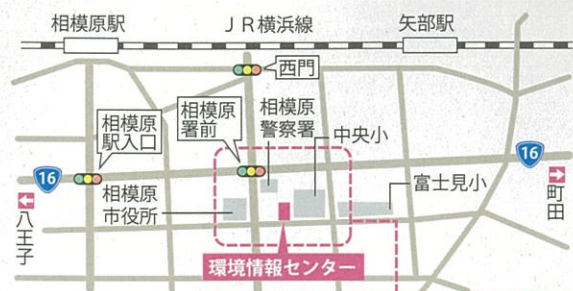 相模原駅
JR横浜線
矢部駅
西門
相模原
駅入口
相模原
署前
相模原
警察署
中央小
16
16
町田
八王子
相模原
市役所
富士見小
環境情報センター